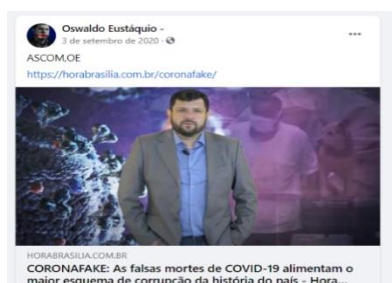 Oswaldo Eustáquio -
3 de setembro de 2020 ·
ASCOM,OE
https://horabrasilia.com.br/coronafake/
HORABRASILIA.COM.BR
CORONAFAKE: As falsas mortes de COVID-19 alimentam o
maior esquema de corrupção da história do país - Hora...